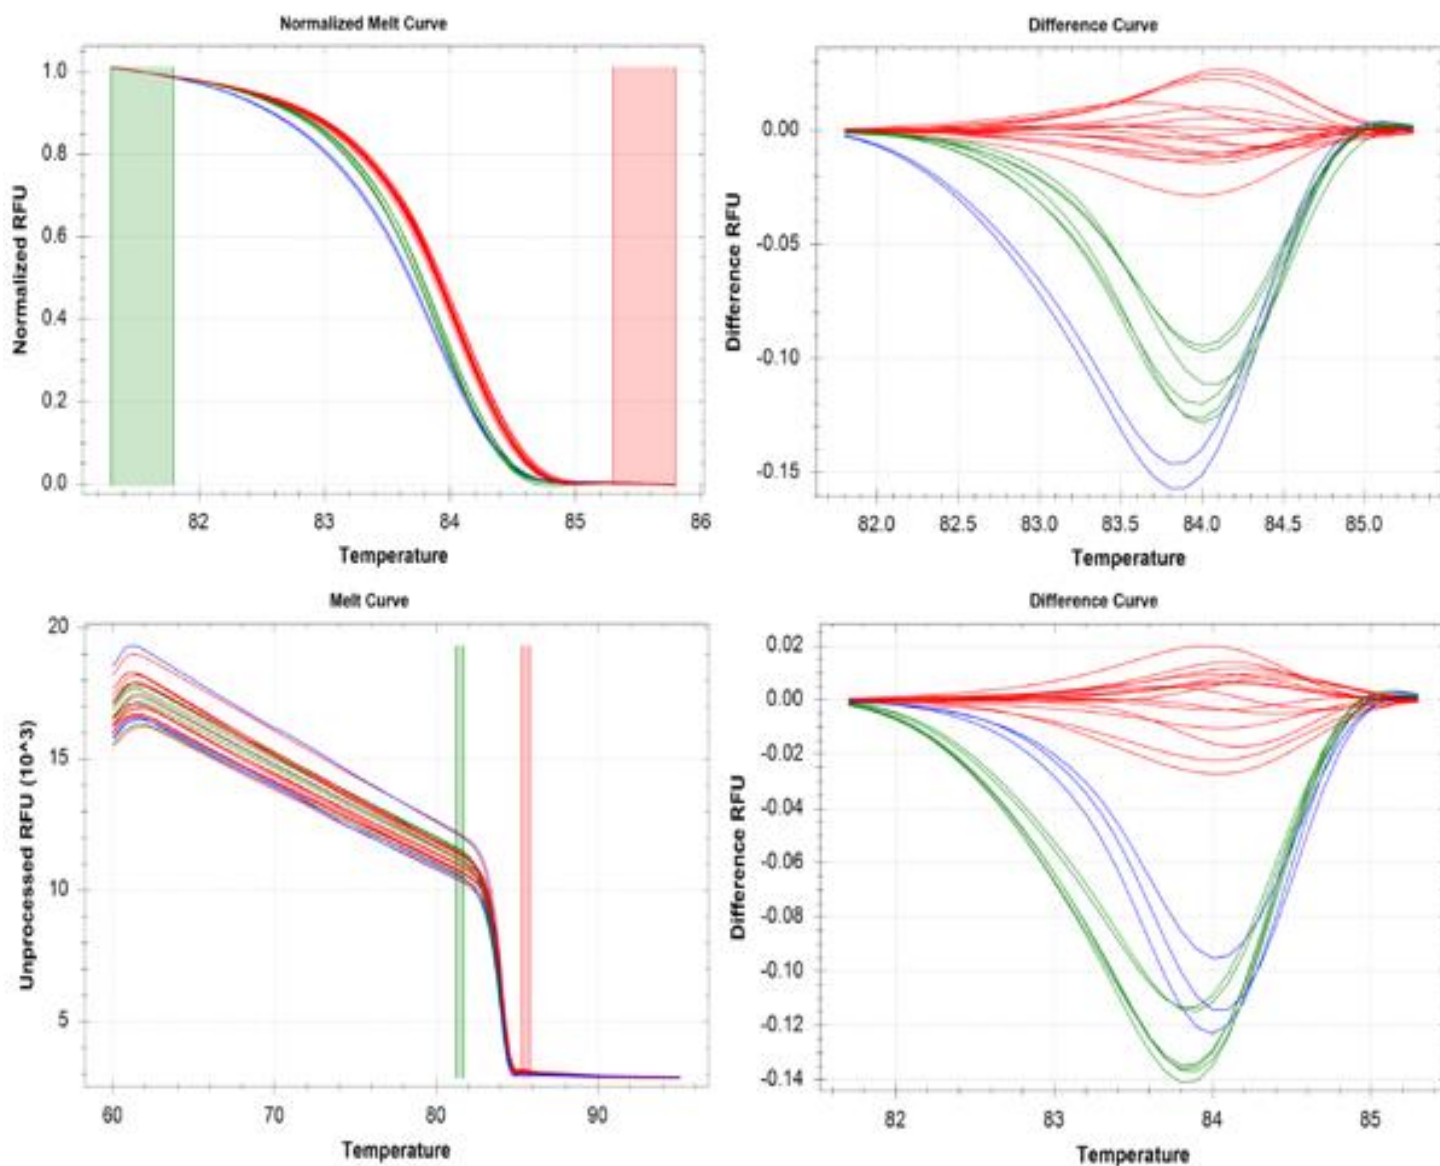 Normalized Melt Curve
Normalized RFU
1.0
0.8
0.6
0.4
0.2
0.0
82 83 84 85 86
Temperature
Difference Curve
Difference RFU
0.00
-0.05
-0.10
-0.15
82.0 82.5 83.0 83.5 84.0 84.5 85.0
Temperature
Melt Curve
Unprocessed RFU (10^3)
20
15
10
5
60 70 80 90
Temperature
Difference Curve
Difference RFU
0.02
0.00
-0.02
-0.04
-0.06
-0.08
-0.10
-0.12
-0.14
82 83 84 85
Temperature